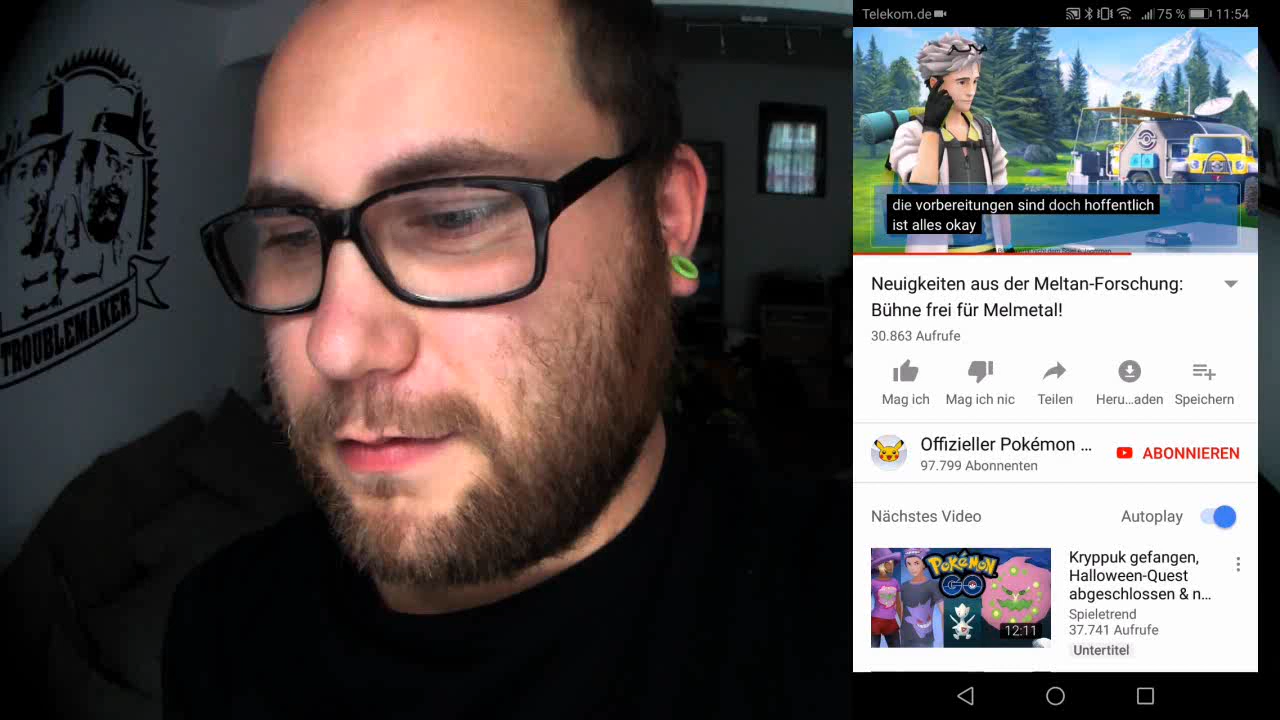 TROUBLEMAKER
Telekom.de
75 %
11:54
die vorbereitungen sind doch hoffentlich
ist alles okay
Neuigkeiten aus der Meltan-Forschung:
Bühne frei für Melmetal!
30.863 Aufrufe
Mag ich
Mag ich nic
Teilen
Heru...aden
Speichern
Offizieller Pokémon ...
97.799 Abonnenten
ABONNIEREN
Nächstes Video
Autoplay
POKÉMON
GO
12:11
Kryppuk gefangen,
Halloween-Quest
abgeschlossen & n...
Spieletrend
37.741 Aufrufe
Untertitel